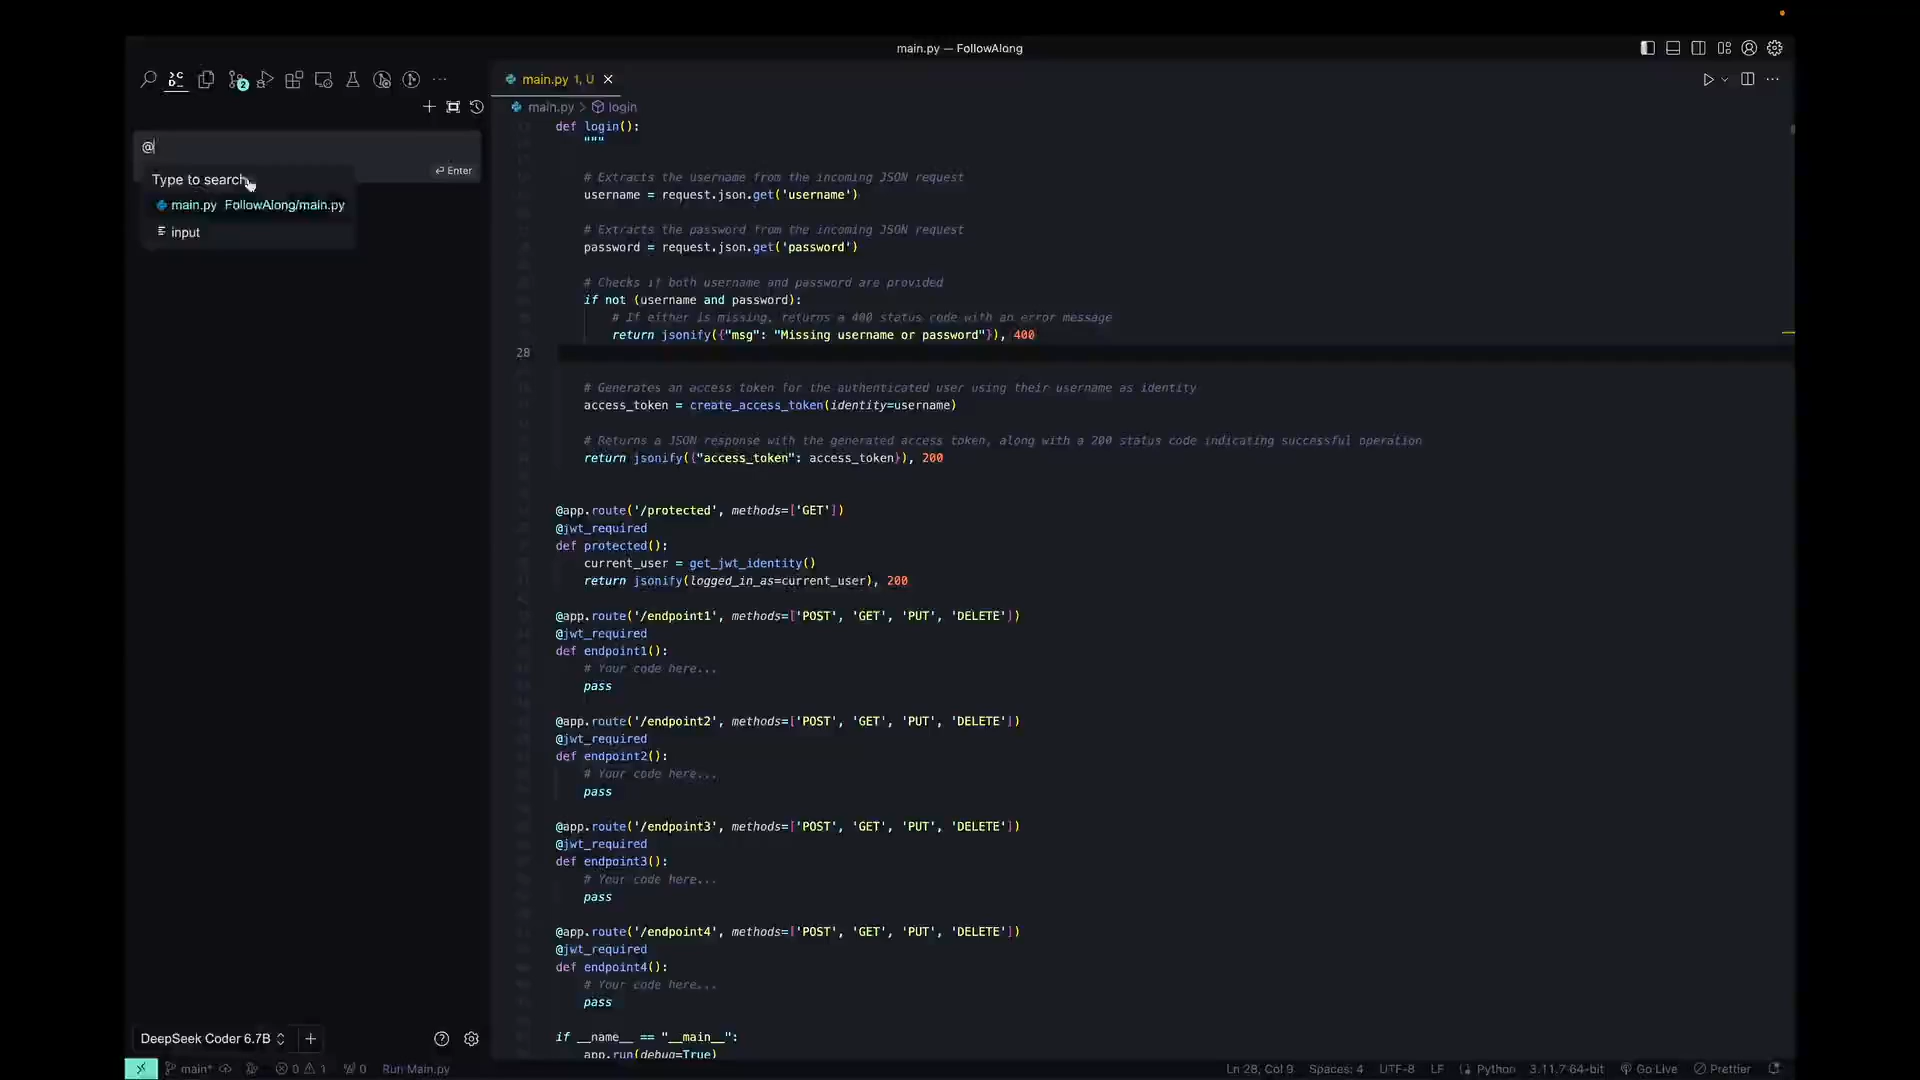 main.py — FollowAlong
2
main.py 1, U
main.py > login
@
Enter
Type to search
main.py FollowAlong/main.py
input
def login():
"""
# Extracts the username from the incoming JSON request
username = request.json.get('username')
# Extracts the password from the incoming JSON request
password = request.json.get('password')
# Checks if both username and password are provided
if not (username and password):
# If either is missing, returns a 400 status code with an error message
return jsonify({"msg": "Missing username or password"}), 400
28
# Generates an access token for the authenticated user using their username as identity
access_token = create_access_token(identity=username)
# Returns a JSON response with the generated access token, along with a 200 status code indicating successful operation
return jsonify({"access_token": access_token}), 200
@app.route('/protected', methods=['GET'])
@jwt_required
def protected():
current_user = get_jwt_identity()
return jsonify(logged_in_as=current_user), 200
@app.route('/endpoint1', methods=['POST', 'GET', 'PUT', 'DELETE'])
@jwt_required
def endpoint1():
# Your code here...
pass
@app.route('/endpoint2', methods=['POST', 'GET', 'PUT', 'DELETE'])
@jwt_required
def endpoint2():
# Your code here...
pass
@app.route('/endpoint3', methods=['POST', 'GET', 'PUT', 'DELETE'])
@jwt_required
def endpoint3():
# Your code here...
pass
@app.route('/endpoint4', methods=['POST', 'GET', 'PUT', 'DELETE'])
@jwt_required
def endpoint4():
# Your code here...
pass
if __name__ == "__main__":
app.run(debug=True)
DeepSeek Coder 6.7B
main* 0 1 0 Run Main.py Ln 28, Col 9 Spaces: 4 UTF-8 LF Python 3.11.7 64-bit Go Live Prettier